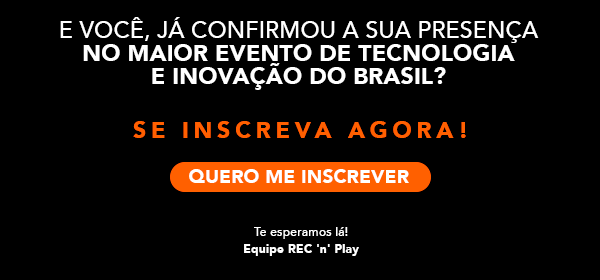 E VOCÊ, JÁ CONFIRMOU A SUA PRESENÇA
NO MAIOR EVENTO DE TECNOLOGIA
E INOVAÇÃO DO BRASIL?
SE INSCREVA AGORA!
QUERO ME INSCREVER
Te esperamos lá!
Equipe REC 'n' Play